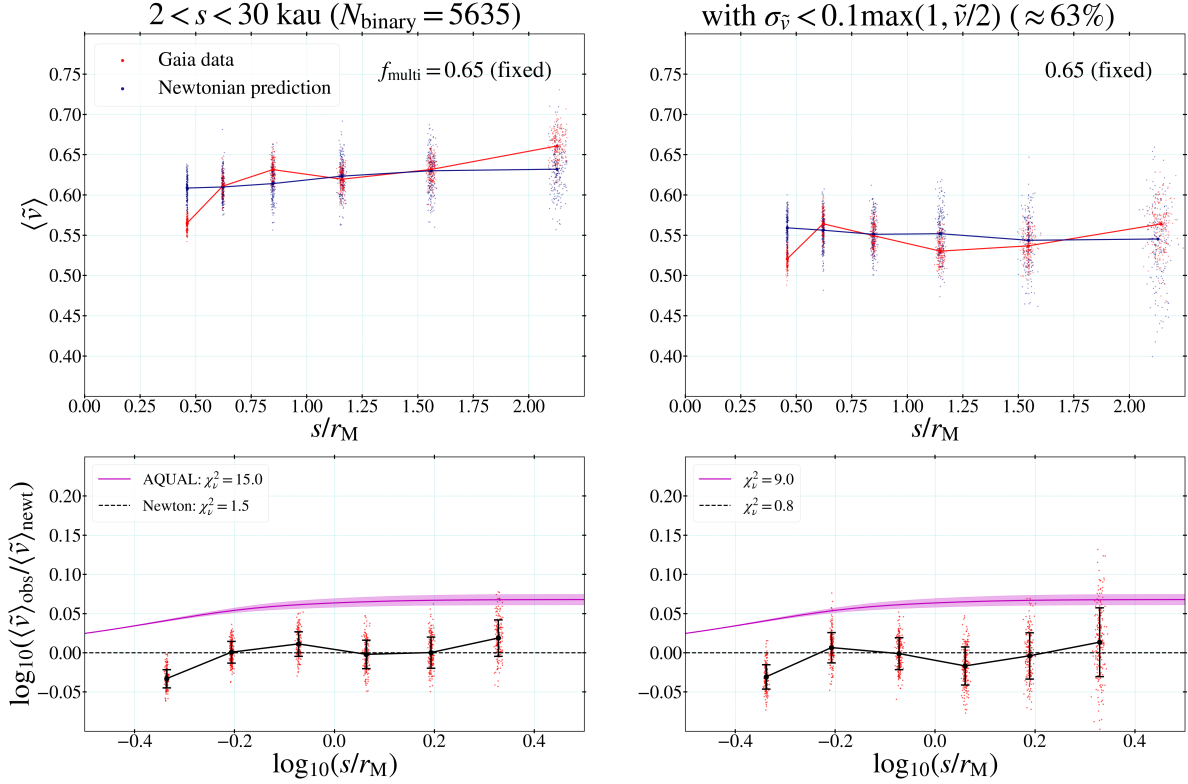 2 < s < 30 kau (N_binary = 5635)
with σ_ṽ < 0.1max(1, ṽ/2) (≈63%)
Gaia data
Newtonian prediction
f_multi = 0.65 (fixed)
0.65 (fixed)
⟨ṽ⟩
0.75
0.70
0.65
0.60
0.55
0.50
0.45
0.40
0.75
0.70
0.65
0.60
0.55
0.50
0.45
0.40
0.00 0.25 0.50 0.75 1.00 1.25 1.50 1.75 2.00
0.00 0.25 0.50 0.75 1.00 1.25 1.50 1.75 2.00
s/r_M
s/r_M
AQUAL: χ²_ν = 15.0
Newton: χ²_ν = 1.5
χ²_ν = 9.0
χ²_ν = 0.8
log₁₀(⟨ṽ⟩_obs/⟨ṽ⟩_newt)
0.20
0.15
0.10
0.05
0.00
−0.05
0.20
0.15
0.10
0.05
0.00
−0.05
−0.4 −0.2 0.0 0.2 0.4
−0.4 −0.2 0.0 0.2 0.4
log₁₀(s/r_M)
log₁₀(s/r_M)